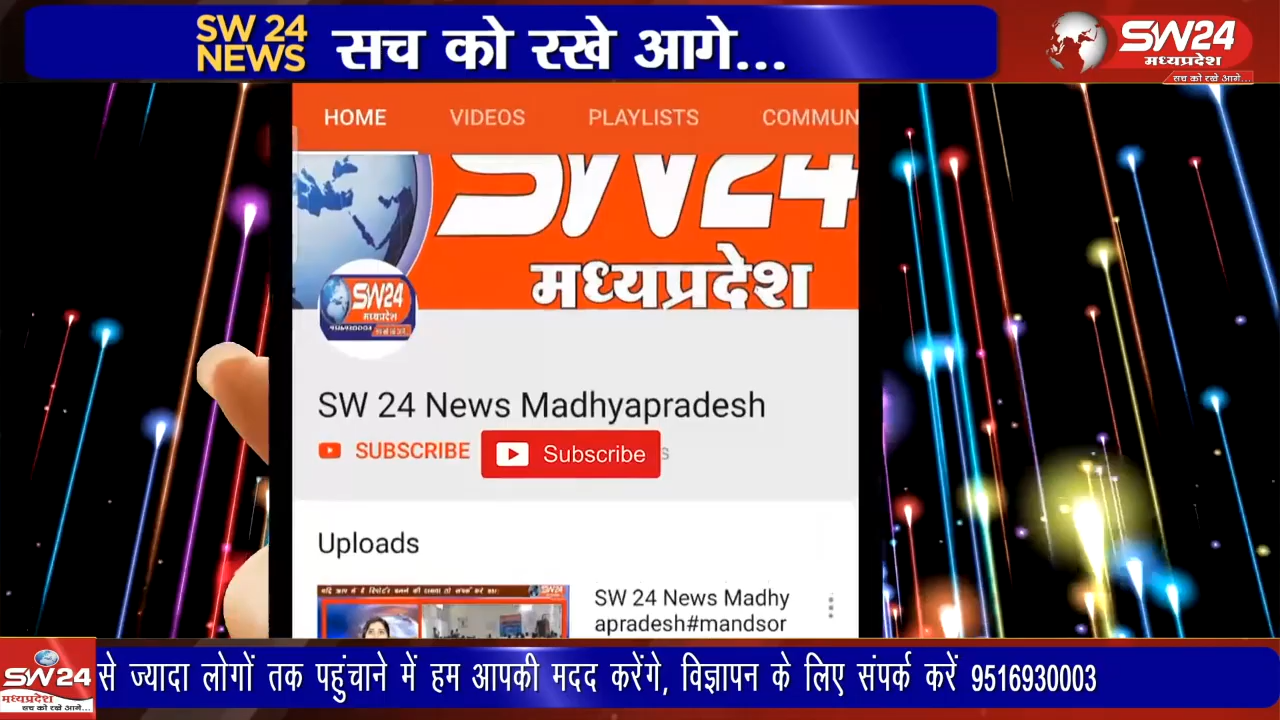 SW 24
NEWS
सच को रखे आगे...
SW24
मध्यप्रदेश
सच को रखे आगे...
HOME VIDEOS PLAYLISTS COMMUN
SW24
मध्यप्रदेश
SW24
मध्यप्रदेश
SW 24 News Madhyapradesh
SUBSCRIBE Subscribe s
Uploads
SW 24 News Madhy
apradesh#mandsor
SW24
मध्यप्रदेश
सच को रखे आगे...
से ज्यादा लोगों तक पहुंचाने में हम आपकी मदद करेंगे, विज्ञापन के लिए संपर्क करें 9516930003